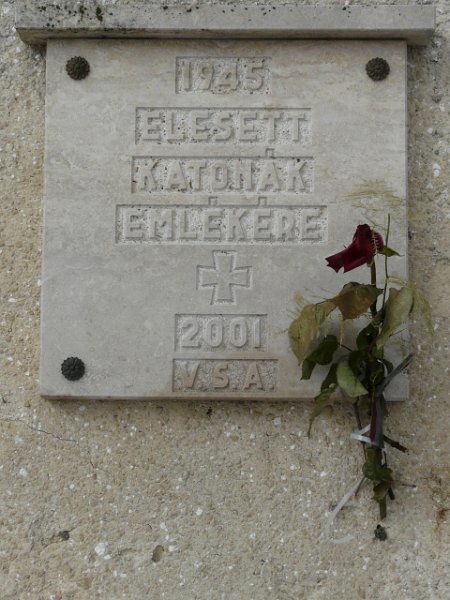 1945
ELESETT
KATONÁK
EMLÉKÉRE
2001
V.S.A.